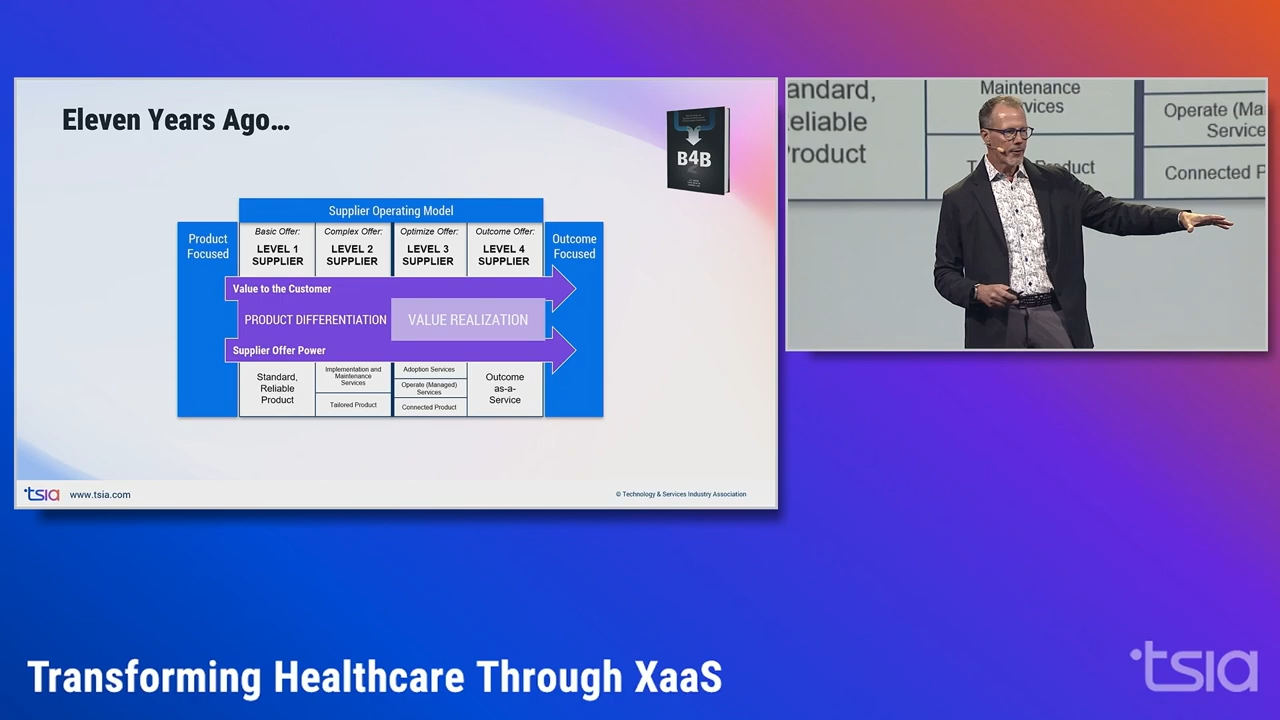 Eleven Years Ago...
B4B
Supplier Operating Model
Product
Focused
Basic Offer:
LEVEL 1
SUPPLIER
Complex Offer:
LEVEL 2
SUPPLIER
Optimize Offer:
LEVEL 3
SUPPLIER
Outcome Offer:
LEVEL 4
SUPPLIER
Outcome
Focused
Value to the Customer
PRODUCT DIFFERENTIATION
VALUE REALIZATION
Supplier Offer Power
Standard,
Reliable
Product
Implementation and
Maintenance
Services
Tailored Product
Adoption Services
Operate (Managed)
Services
Connected Product
Outcome
as-a-
Service
tsia
www.tsia.com
© Technology & Services Industry Association
andard,
eliable
Product
Maintenance
vices
T
Product
Operate (Ma
Service
Connected P
Transforming Healthcare Through XaaS
tsia